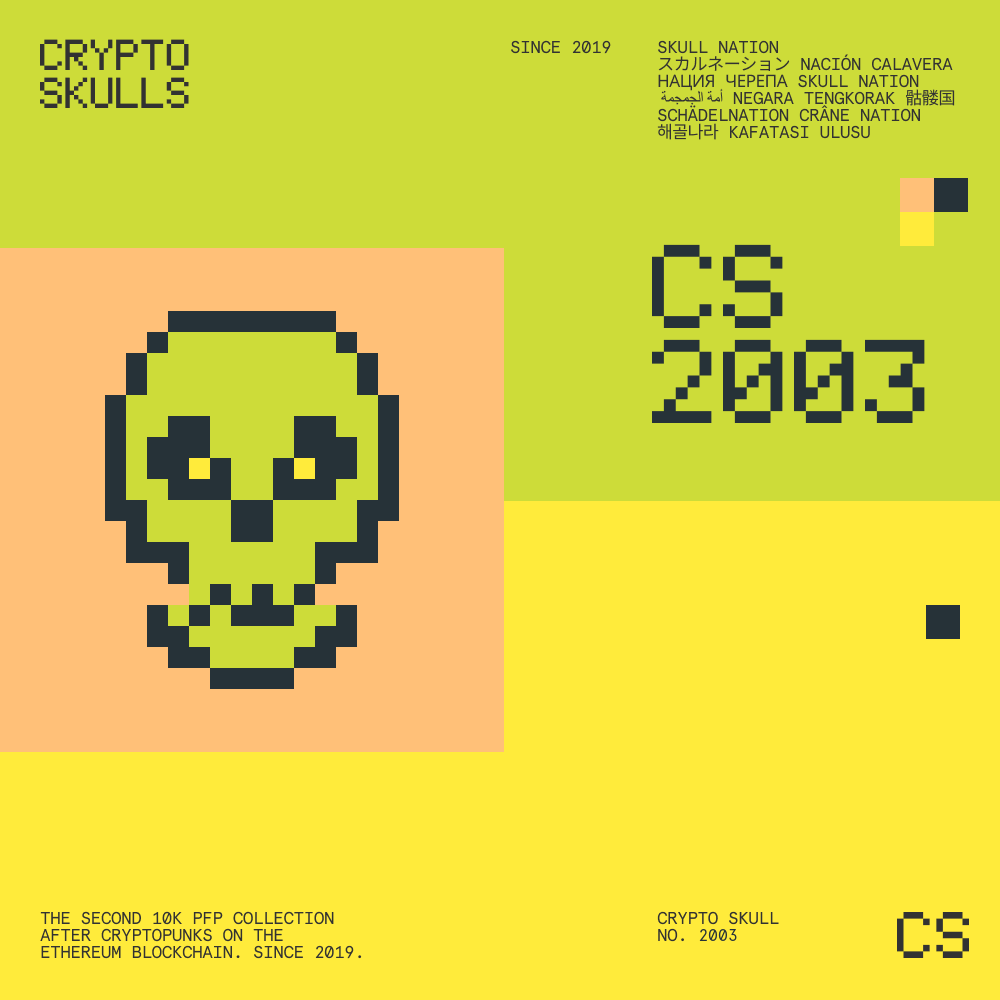 CRYPTO
SKULLS
SINCE 2019
SKULL NATION
スカルネーション NACIÓN CALAVERA
НАЦИЯ ЧЕРЕПА SKULL NATION
أمة الجمجمة NEGARA TENGKORAK 骷髅国
SCHÄDELNATION CRÂNE NATION
해골나라 KAFATASI ULUSU
CS
2003
THE SECOND 10K PFP COLLECTION
AFTER CRYPTOPUNKS ON THE
ETHEREUM BLOCKCHAIN. SINCE 2019.
CRYPTO SKULL
NO. 2003
CS